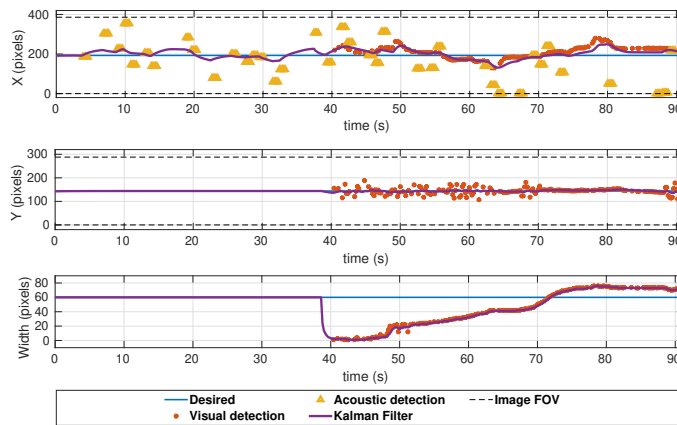 400
200
0
X (pixels)
0 10 20 30 40 50 60 70 80 90
time (s)
300
200
100
0
Y (pixels)
0 10 20 30 40 50 60 70 80 90
time (s)
80
60
40
20
0
Width (pixels)
0 10 20 30 40 50 60 70 80 90
time (s)
Desired Acoustic detection Image FOV
Visual detection Kalman Filter